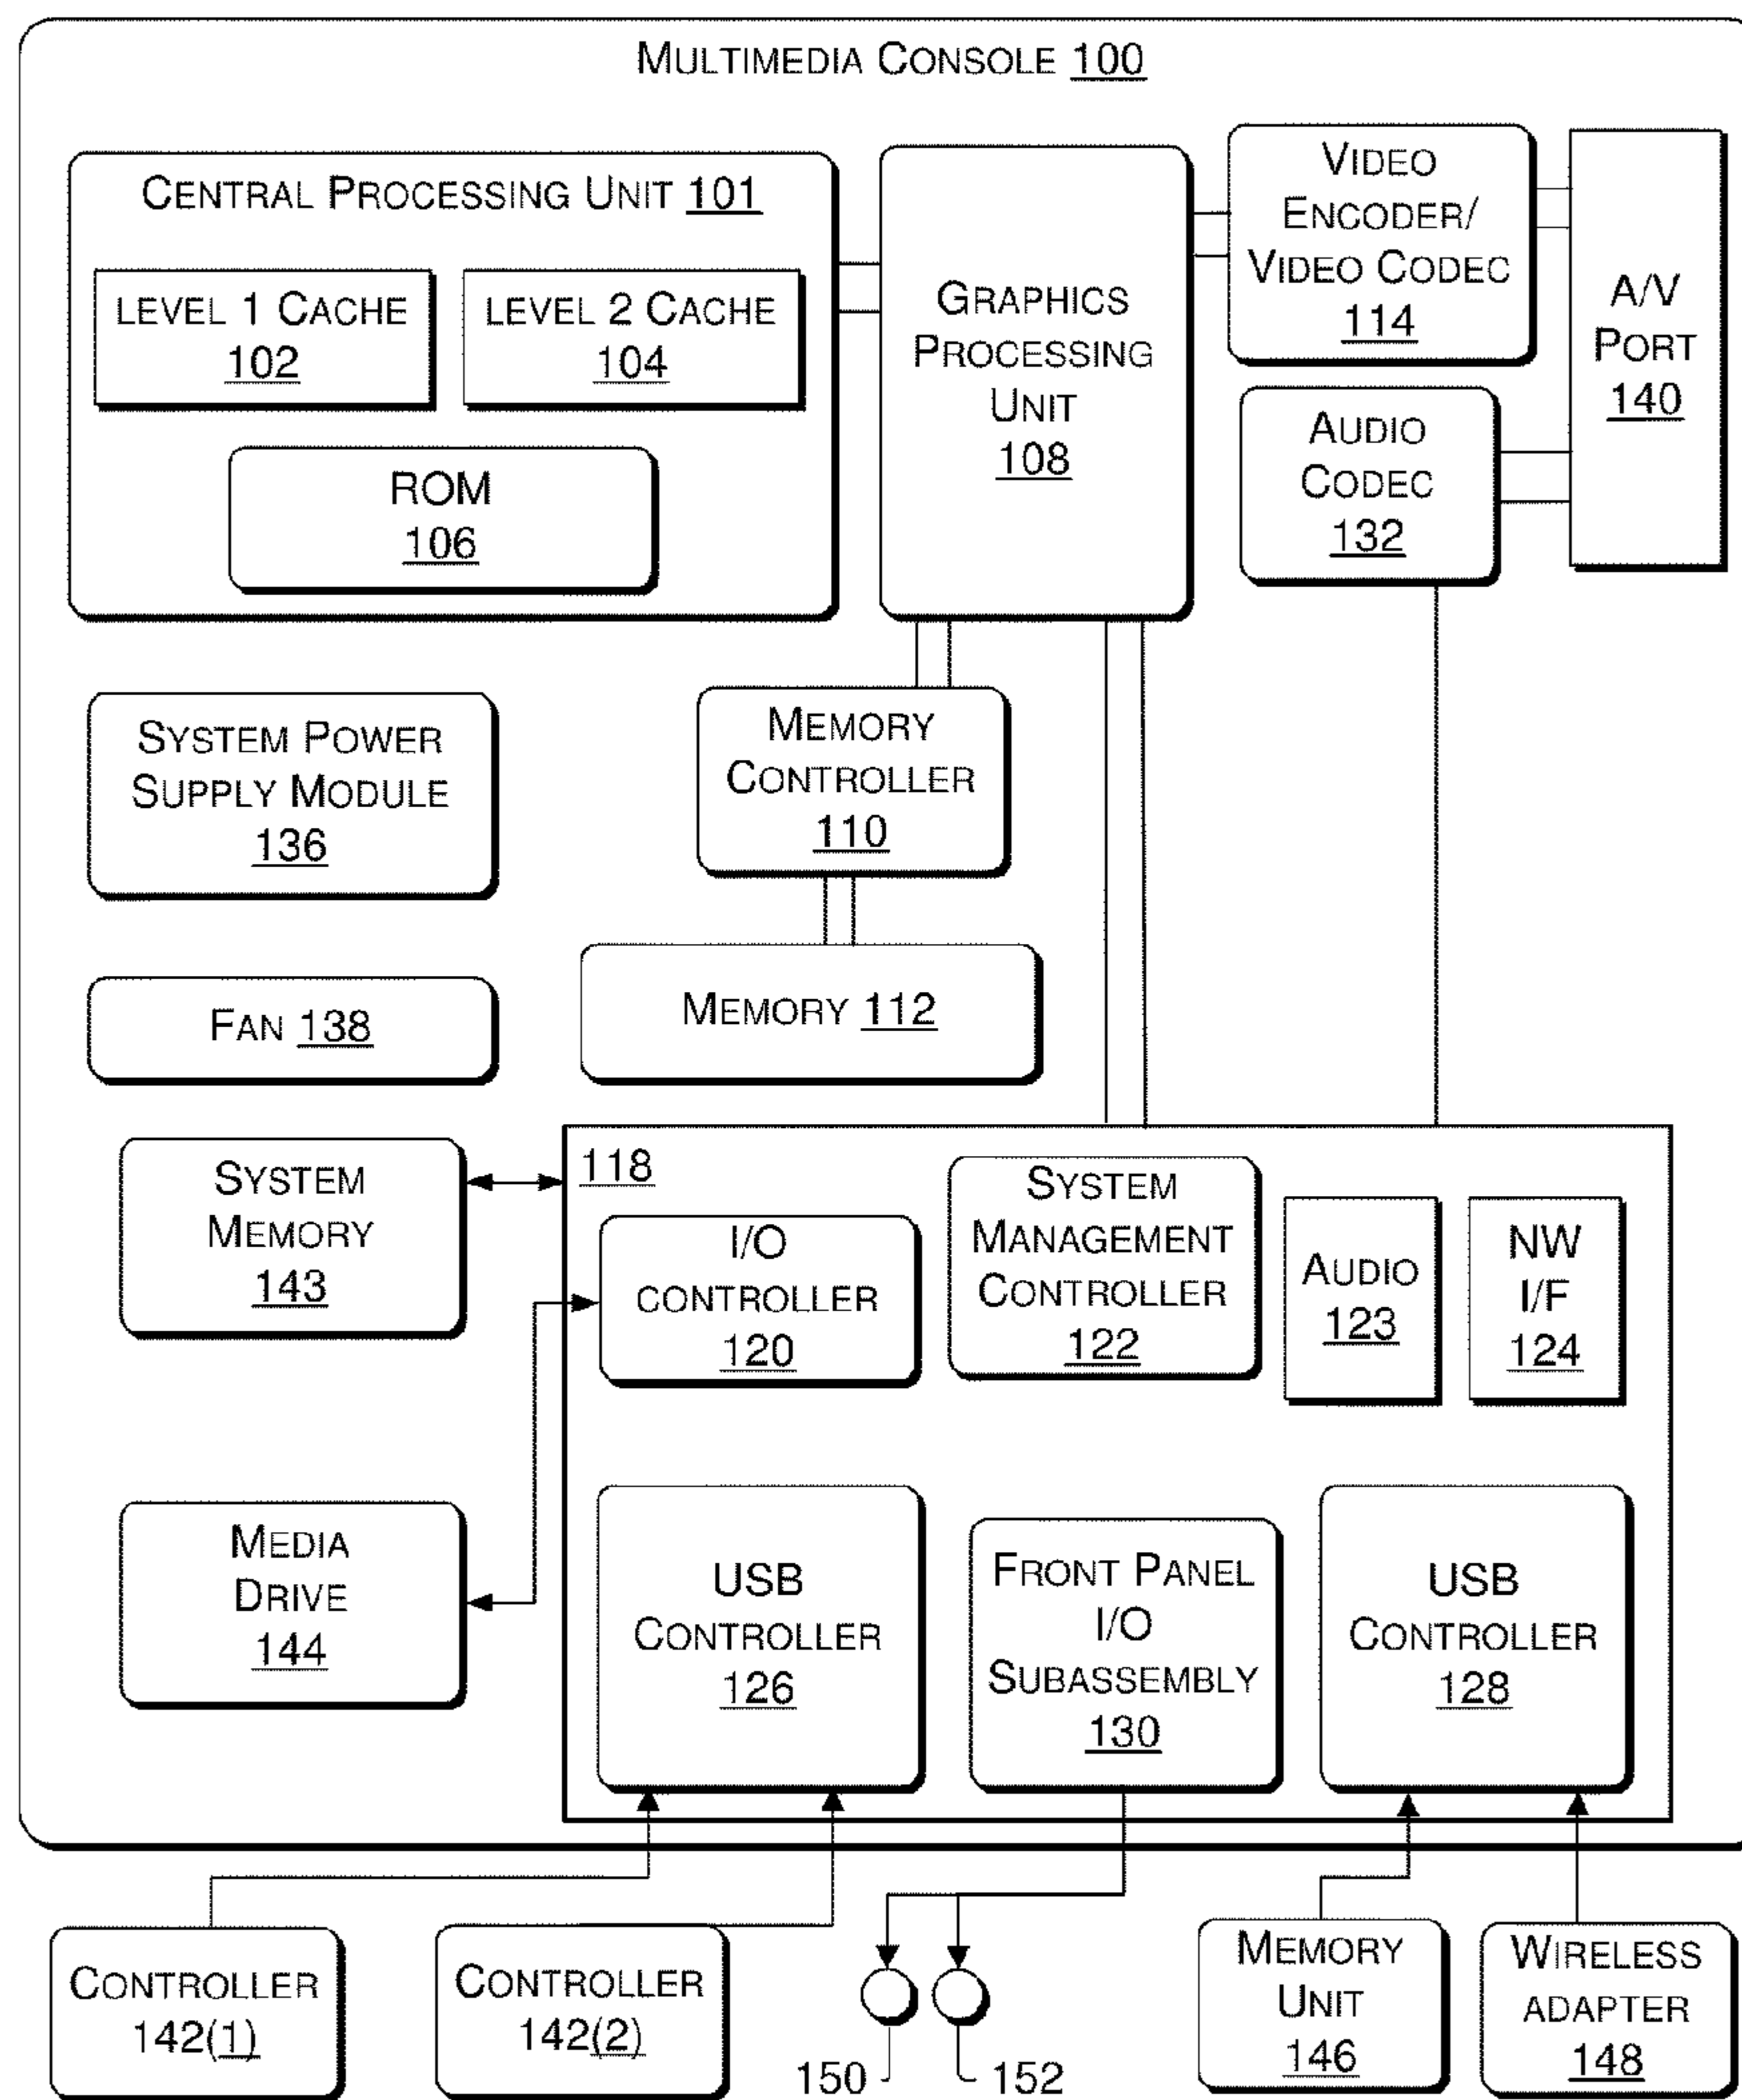 MULTIMEDIA CONSOLE 100
CENTRAL PROCESSING UNIT 101
LEVEL 1 CACHE
102
LEVEL 2 CACHE
104
ROM
106
GRAPHICS
PROCESSING
UNIT
108
VIDEO
ENCODER/
VIDEO CODEC
114
AUDIO
CODEC
132
A/V
PORT
140
SYSTEM POWER
SUPPLY MODULE
136
MEMORY
CONTROLLER
110
FAN 138
MEMORY 112
SYSTEM
MEMORY
143
118
I/O
CONTROLLER
120
SYSTEM
MANAGEMENT
CONTROLLER
122
AUDIO
123
NW
I/F
124
MEDIA
DRIVE
144
USB
CONTROLLER
126
FRONT PANEL
I/O
SUBASSEMBLY
130
USB
CONTROLLER
128
CONTROLLER
142(1)
CONTROLLER
142(2)
150
152
MEMORY
UNIT
146
WIRELESS
ADAPTER
148